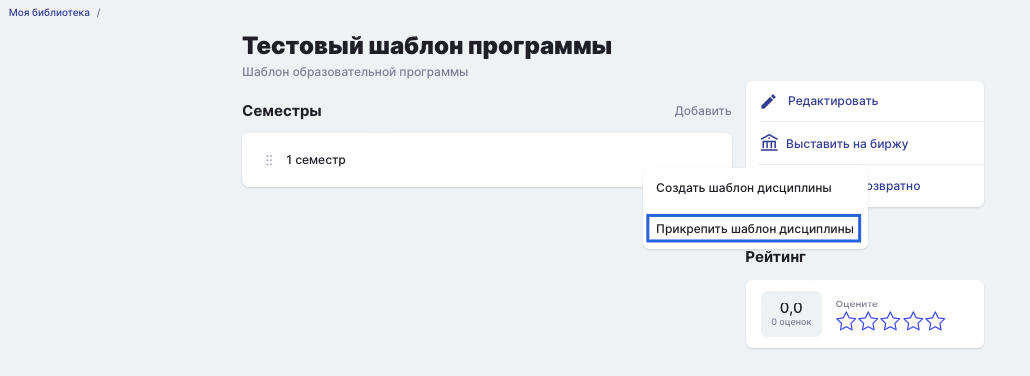 Моя библиотека /
Тестовый шаблон программы
Шаблон образовательной программы
Семестры
Добавить
1 семестр
Редактировать
Выставить на биржу
озвратно
Создать шаблон дисциплины
Прикрепить шаблон дисциплины
Рейтинг
0,0
0 оценок
Оцените